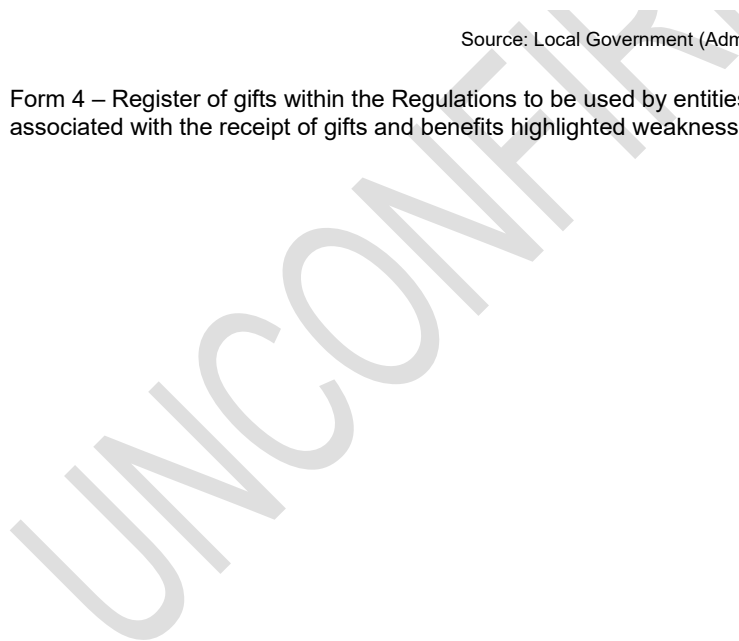 Source: Local Government (Adm
Form 4 – Register of gifts within the Regulations to be used by entities
associated with the receipt of gifts and benefits highlighted weakness
UNCONFIR